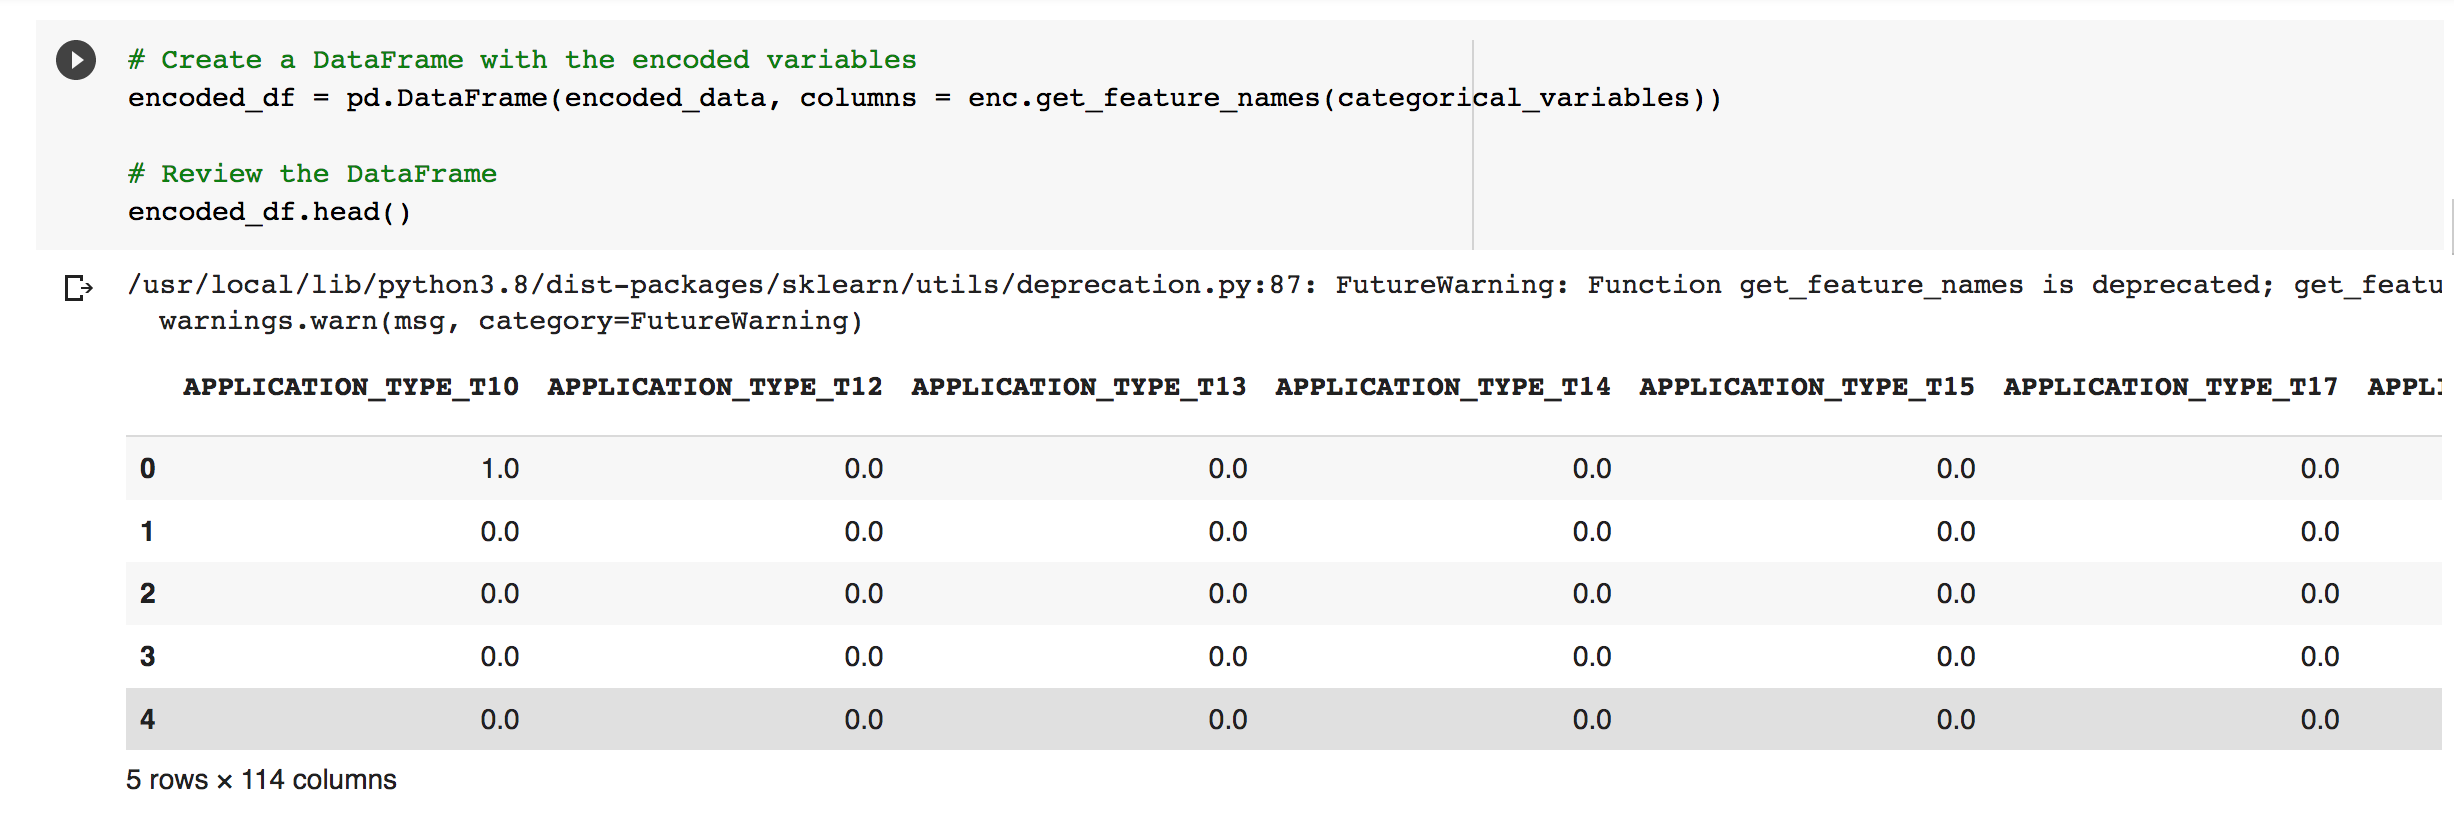 # Create a DataFrame with the encoded variables
encoded_df = pd.DataFrame(encoded_data, columns = enc.get_feature_names(categorical_variables))
# Review the DataFrame
encoded_df.head()
/usr/local/lib/python3.8/dist-packages/sklearn/utils/deprecation.py:87: FutureWarning: Function get_feature_names is deprecated; get_featu
warnings.warn(msg, category=FutureWarning)
APPLICATION_TYPE_T10 APPLICATION_TYPE_T12 APPLICATION_TYPE_T13 APPLICATION_TYPE_T14 APPLICATION_TYPE_T15 APPLICATION_TYPE_T17 APPL
0 1.0 0.0 0.0 0.0 0.0 0.0
1 0.0 0.0 0.0 0.0 0.0 0.0
2 0.0 0.0 0.0 0.0 0.0 0.0
3 0.0 0.0 0.0 0.0 0.0 0.0
4 0.0 0.0 0.0 0.0 0.0 0.0
5 rows × 114 columns